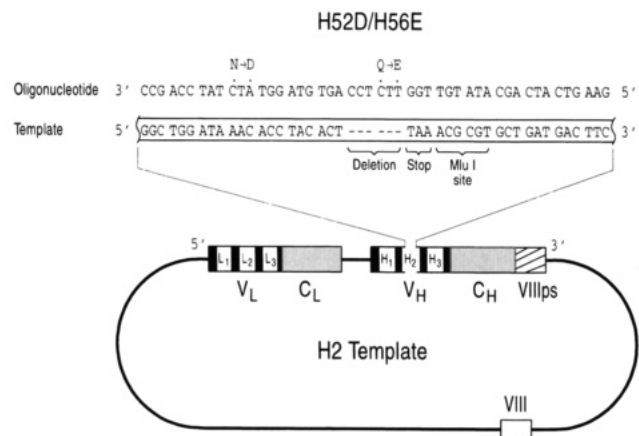 H52D/H56E
N→D Q→E
Oligonucleotide 3' CCG ACC TAT CTA TGG ATG TGA CCT CTT GGT TGT ATA CGA CTA CTG AAG 5'
Template 5' GGC TGG ATA AAC ACC TAC ACT --- --- TAA ACG CGT GCT GAT GAC TTC 3'
Deletion Stop Mlu I site
5' 3'
L1 L2 L3 H1 H2 H3
VL CL VH CH VIIIps
H2 Template
VIII